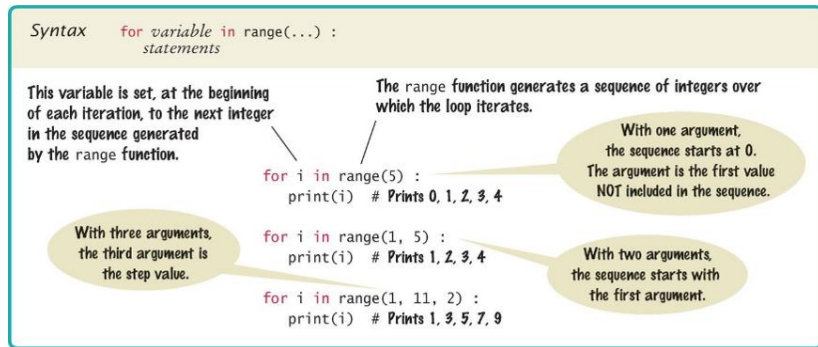 Syntax for variable in range(...) :
statements
This variable is set, at the beginning
of each iteration, to the next integer
in the sequence generated
by the range function.
The range function generates a sequence of integers over
which the loop iterates.
With one argument,
the sequence starts at 0.
The argument is the first value
NOT included in the sequence.
for i in range(5) :
print(i) # Prints 0, 1, 2, 3, 4
With three arguments,
the third argument is
the step value.
for i in range(1, 5) :
print(i) # Prints 1, 2, 3, 4
With two arguments,
the sequence starts with
the first argument.
for i in range(1, 11, 2) :
print(i) # Prints 1, 3, 5, 7, 9